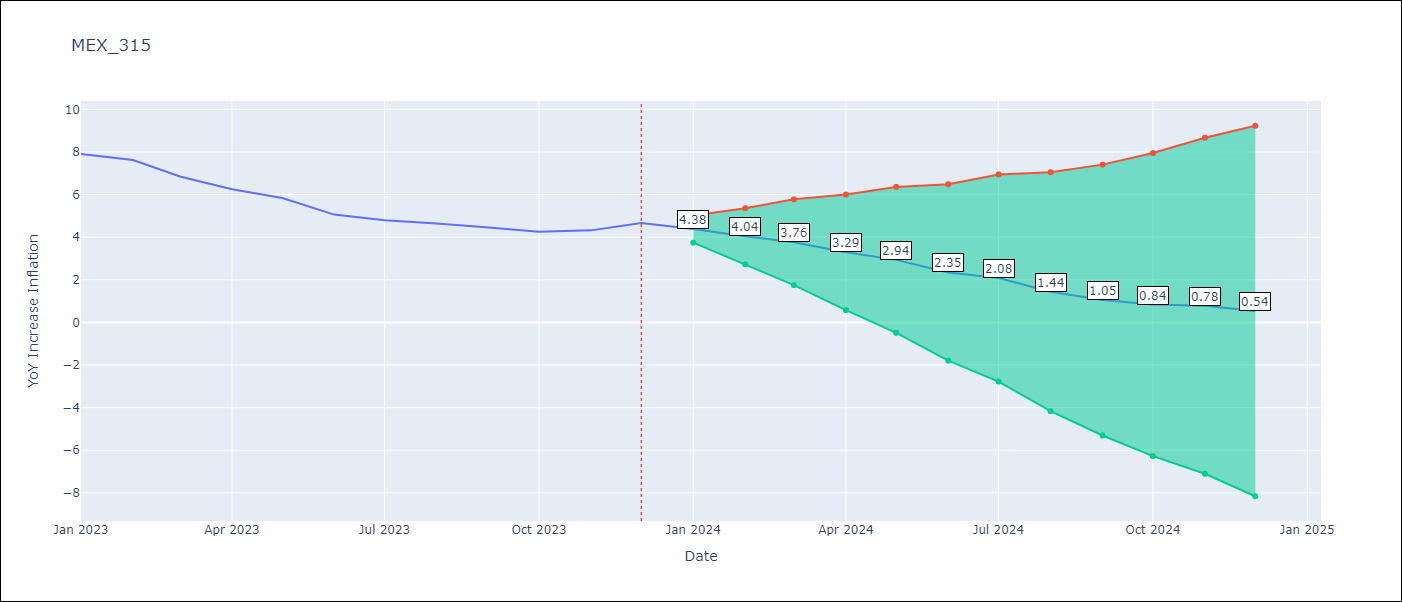 MEX_315
YoY Increase Inflation
10
8
6
4
2
0
−2
−4
−6
−8
4.38
4.04
3.76
3.29
2.94
2.35
2.08
1.44
1.05
0.84
0.78
0.54
Jan 2023
Apr 2023
Jul 2023
Oct 2023
Jan 2024
Apr 2024
Jul 2024
Oct 2024
Jan 2025
Date